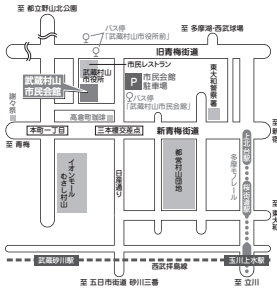 至 都立野山北公園
バス停
「武蔵村山市役所前」
至 多摩湖・西武球場
旧青梅街道
市民レストラン
武蔵村山
市役所
武蔵村山
市民会館
P
市民会館
駐車場
バス停
「武蔵村山市民会館」
東大和警察署
高倉町珈琲
本町一丁目
三本榎交差点
新青梅街道
至 青梅
上北台駅
イオンモール
むさし村山
日産通り
都営村山団地
多摩モノレール
桜街道駅
武蔵砂川駅
西武拝島線
玉川上水駅
至 五日市街道 砂川三番
至 立川